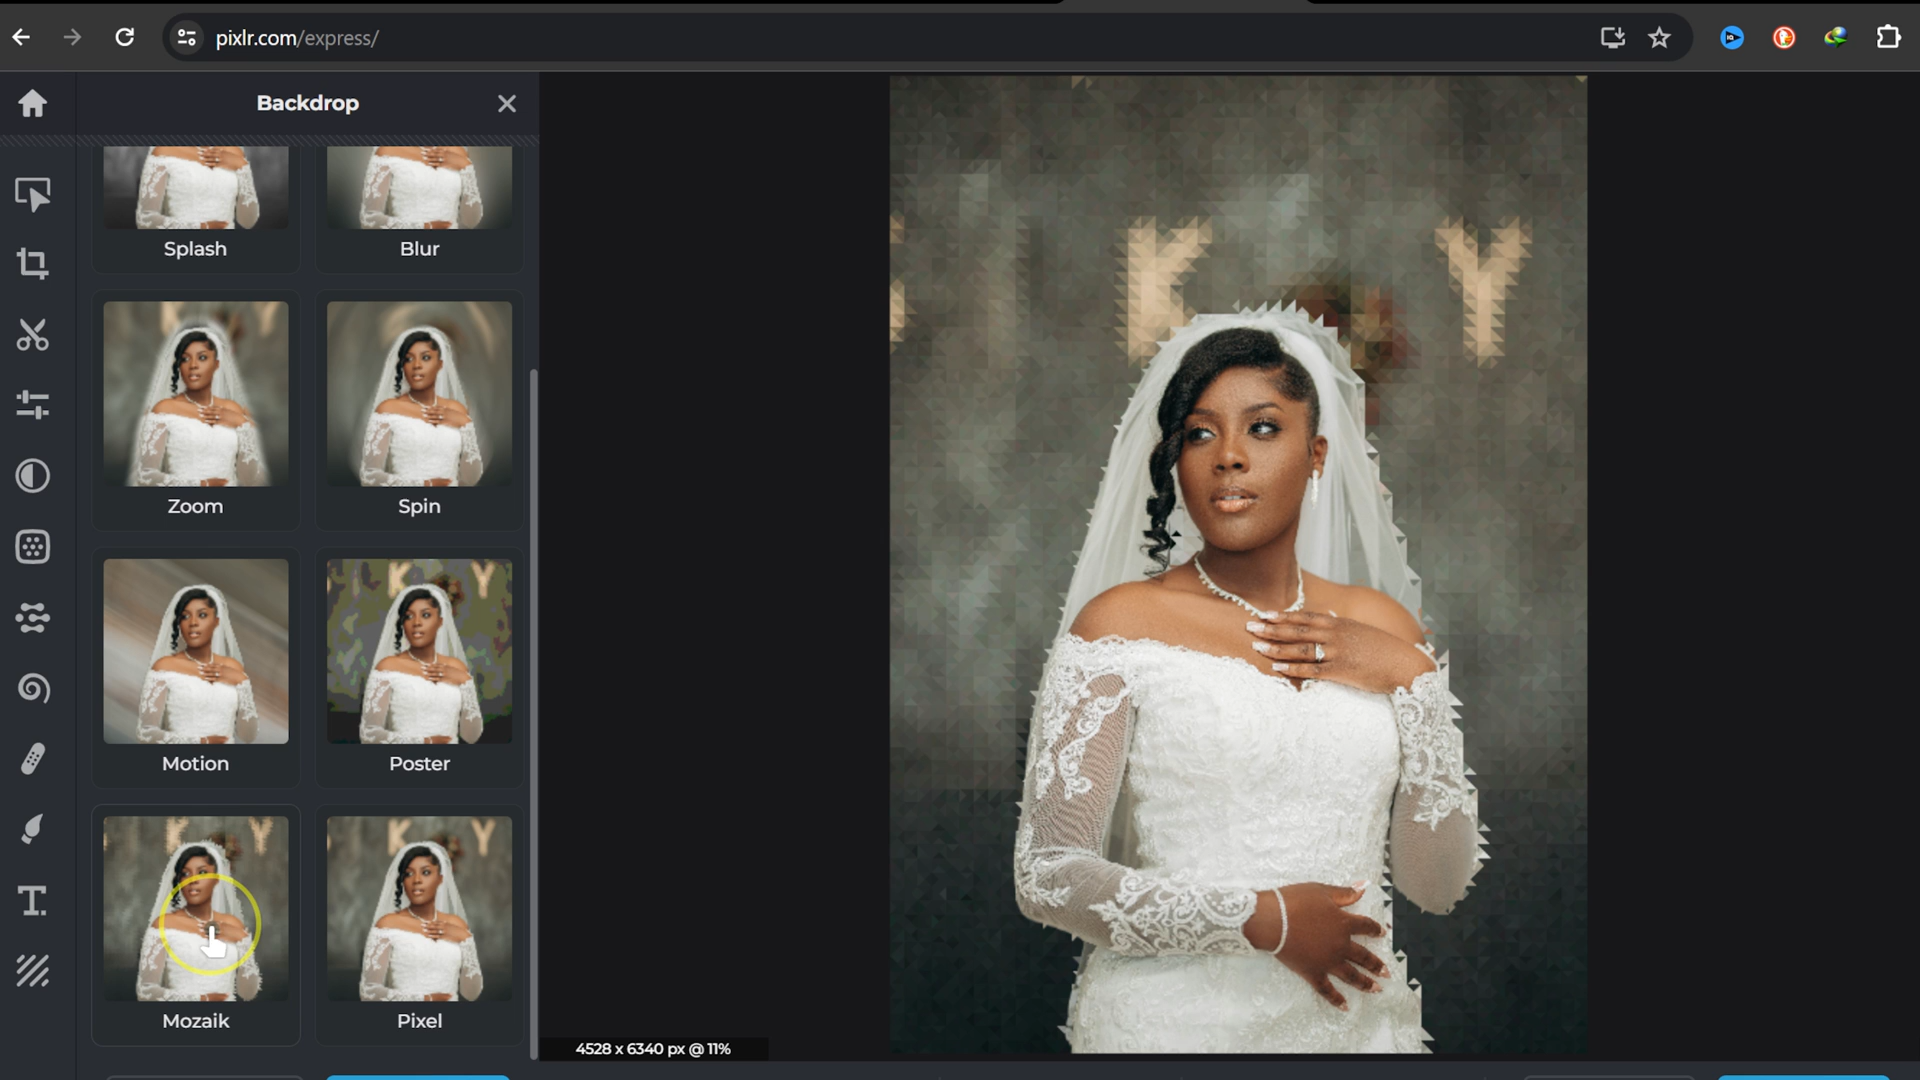 pixlr.com/express/
Backdrop
Splash
Blur
Zoom
Spin
Motion
Poster
Mozaik
Pixel
4528 x 6340 px @ 11%
K Y